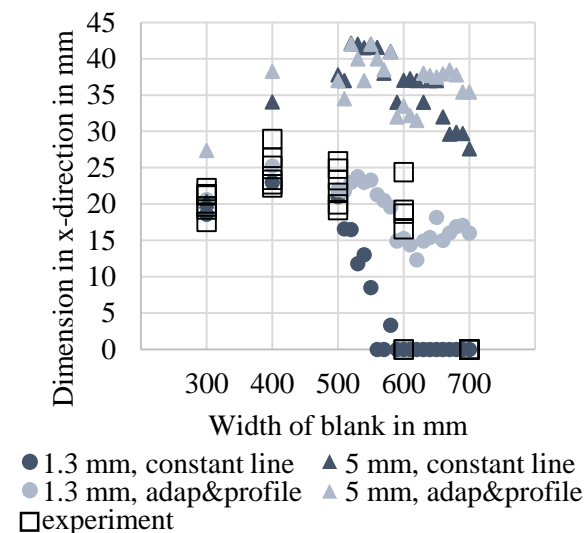 45
40
35
30
25
20
15
10
5
0
Dimension in x-direction in mm
300 400 500 600 700
Width of blank in mm
1.3 mm, constant line 5 mm, constant line
1.3 mm, adap&profile 5 mm, adap&profile
experiment